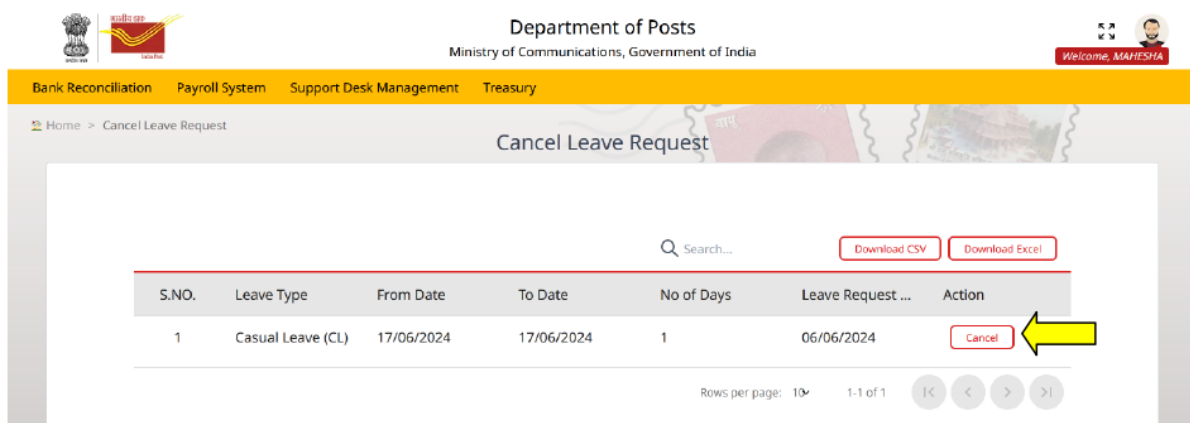 भारतीय डाक
India Post
Department of Posts
Ministry of Communications, Government of India
Welcome, MAHESHA
Bank Reconciliation Payroll System Support Desk Management Treasury
Home > Cancel Leave Request
Cancel Leave Request
Search...
Download CSV Download Excel
S.NO. Leave Type From Date To Date No of Days Leave Request ... Action
1 Casual Leave (CL) 17/06/2024 17/06/2024 1 06/06/2024 Cancel
Rows per page: 10 1-1 of 1